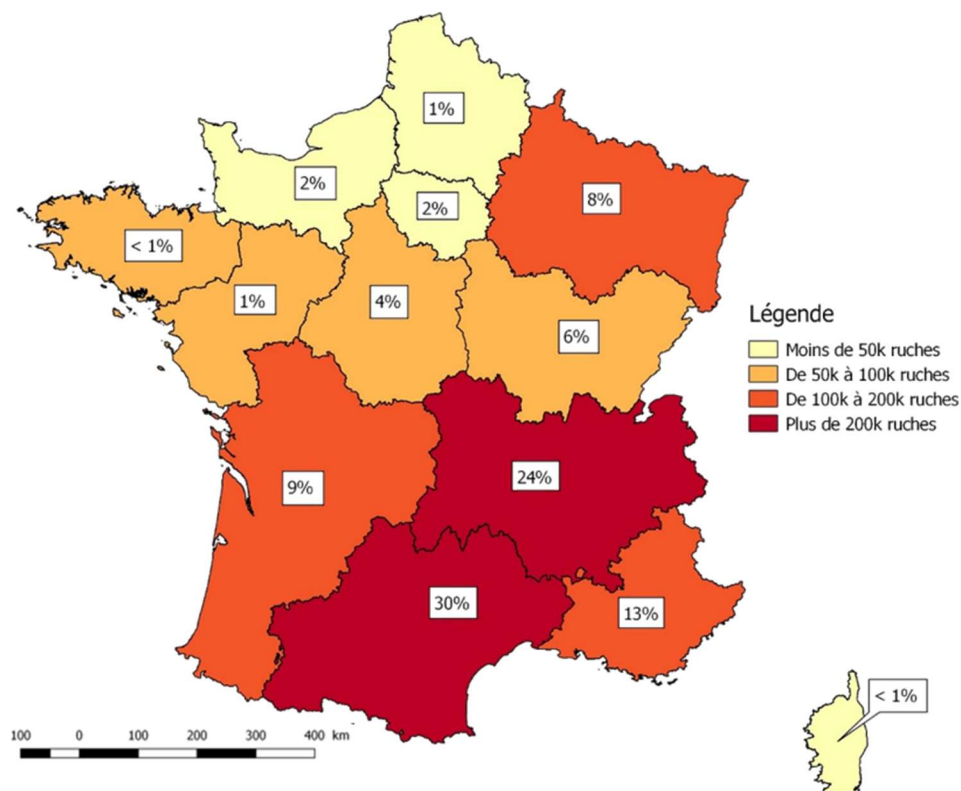 1%
2%
2%
8%
< 1%
1%
4%
6%
9%
24%
30%
13%
< 1%
Légende
Moins de 50k ruches
De 50k à 100k ruches
De 100k à 200k ruches
Plus de 200k ruches
100 0 100 200 300 400 km